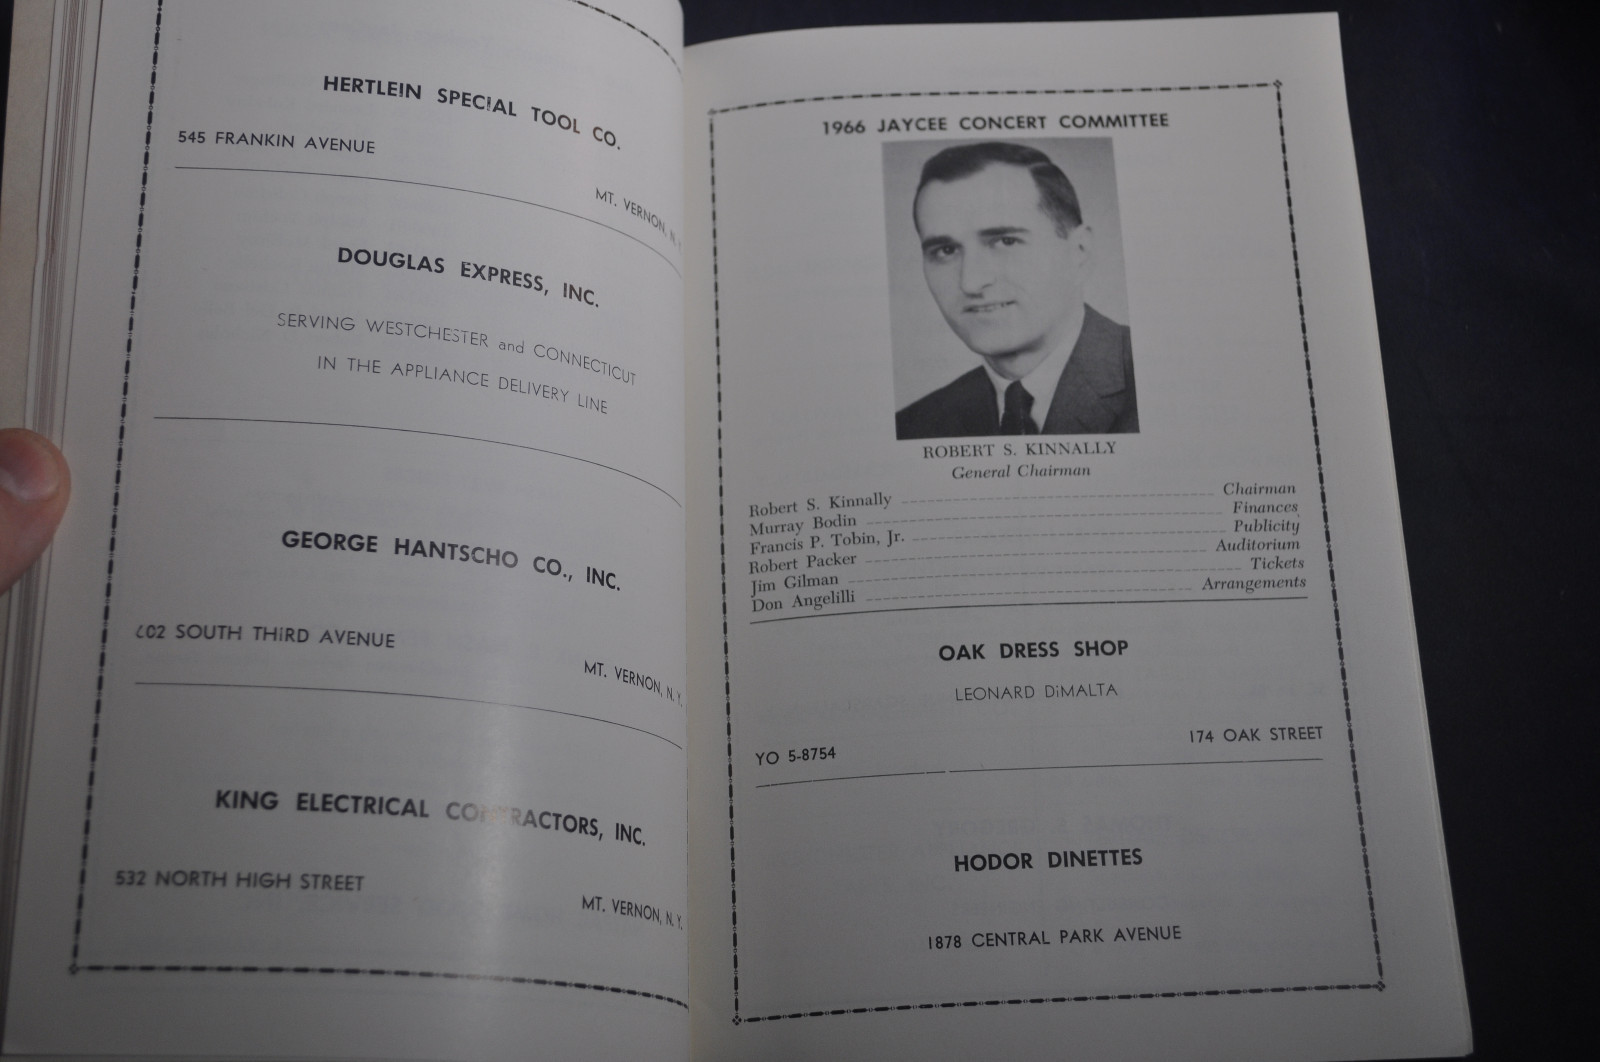 HERTLEIN SPECIAL TOOL CO.
545 FRANKIN AVENUE
MT. VERNON, N.Y.
DOUGLAS EXPRESS, INC.
SERVING WESTCHESTER and CONNECTICUT
IN THE APPLIANCE DELIVERY LINE
GEORGE HANTSCHO CO., INC.
602 SOUTH THIRD AVENUE
MT. VERNON, N.Y.
KING ELECTRICAL CONTRACTORS, INC.
532 NORTH HIGH STREET
MT. VERNON, N.Y.
1966 JAYCEE CONCERT COMMITTEE
ROBERT S. KINNALLY
General Chairman
Robert S. Kinnally Chairman
Murray Bodin Finances
Francis P. Tobin, Jr. Publicity
Robert Packer Auditorium
Jim Gilman Tickets
Don Angelilli Arrangements
OAK DRESS SHOP
LEONARD DiMALTA
YO 5-8754 174 OAK STREET
HODOR DINETTES
1878 CENTRAL PARK AVENUE